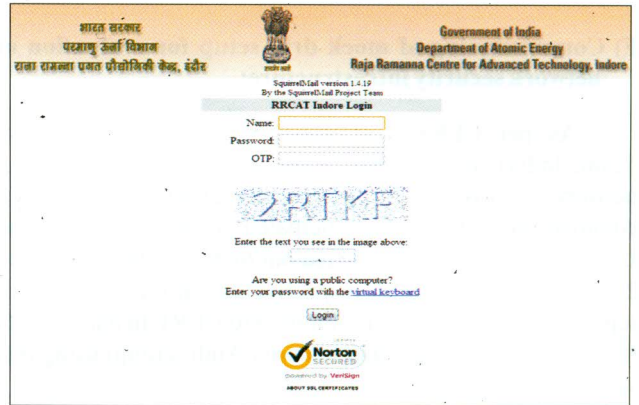 भारत सरकार
Government of India
परमाणु ऊर्जा विभाग
Department of Atomic Energy
राजा रामन्ना प्रगत प्रौद्योगिकी केन्द्र, इंदौर
Raja Ramanna Centre for Advanced Technology, Indore
SquirrelMail version 1.4.19
By the SquirrelMail Project Team
RRCAT Indore Login
Name:
Password:
OTP:
2RTKF
Enter the text you see in the image above:
Are you using a public computer?
Enter your password with the virtual keyboard
Login
Norton
SECURED
powered by VeriSign
ABOUT SSL CERTIFICATES